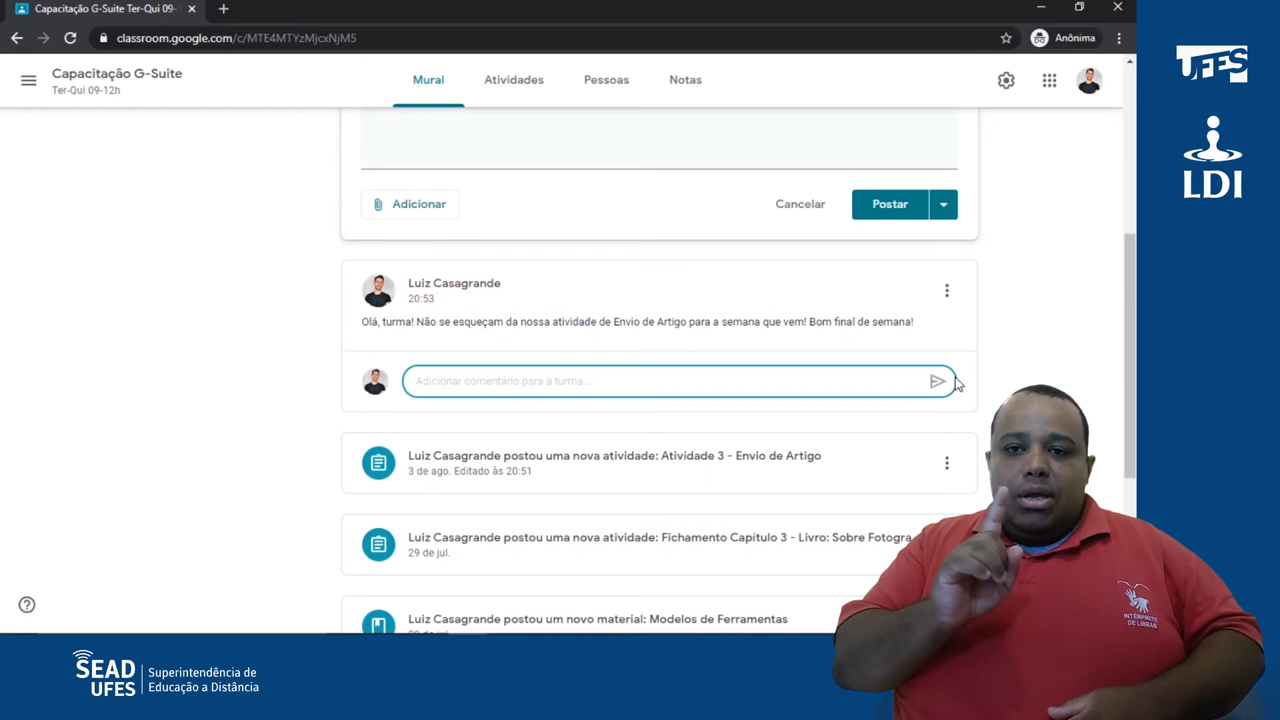 Capacitação G-Suite Ter-Qui 09-1
classroom.google.com/c/MTE4MTYzMjcxNjM5
Anônima
Capacitação G-Suite
Ter-Qui 09-12h
Mural
Atividades
Pessoas
Notas
UFES
LDI
Adicionar
Cancelar
Postar
Luiz Casagrande
20:53
Olá, turma! Não se esqueçam da nossa atividade de Envio de Artigo para a semana que vem! Bom final de semana!
Adicionar comentário para a turma...
Luiz Casagrande postou uma nova atividade: Atividade 3 - Envio de Artigo
3 de ago. Editado às 20:51
Luiz Casagrande postou uma nova atividade: Fichamento Capítulo 3 - Livro: Sobre Fotogra
29 de jul.
Luiz Casagrande postou um novo material: Modelos de Ferramentas
INTÉRPRETE
DE LIBRAS
SEAD
UFES
Superintendência de
Educação a Distância